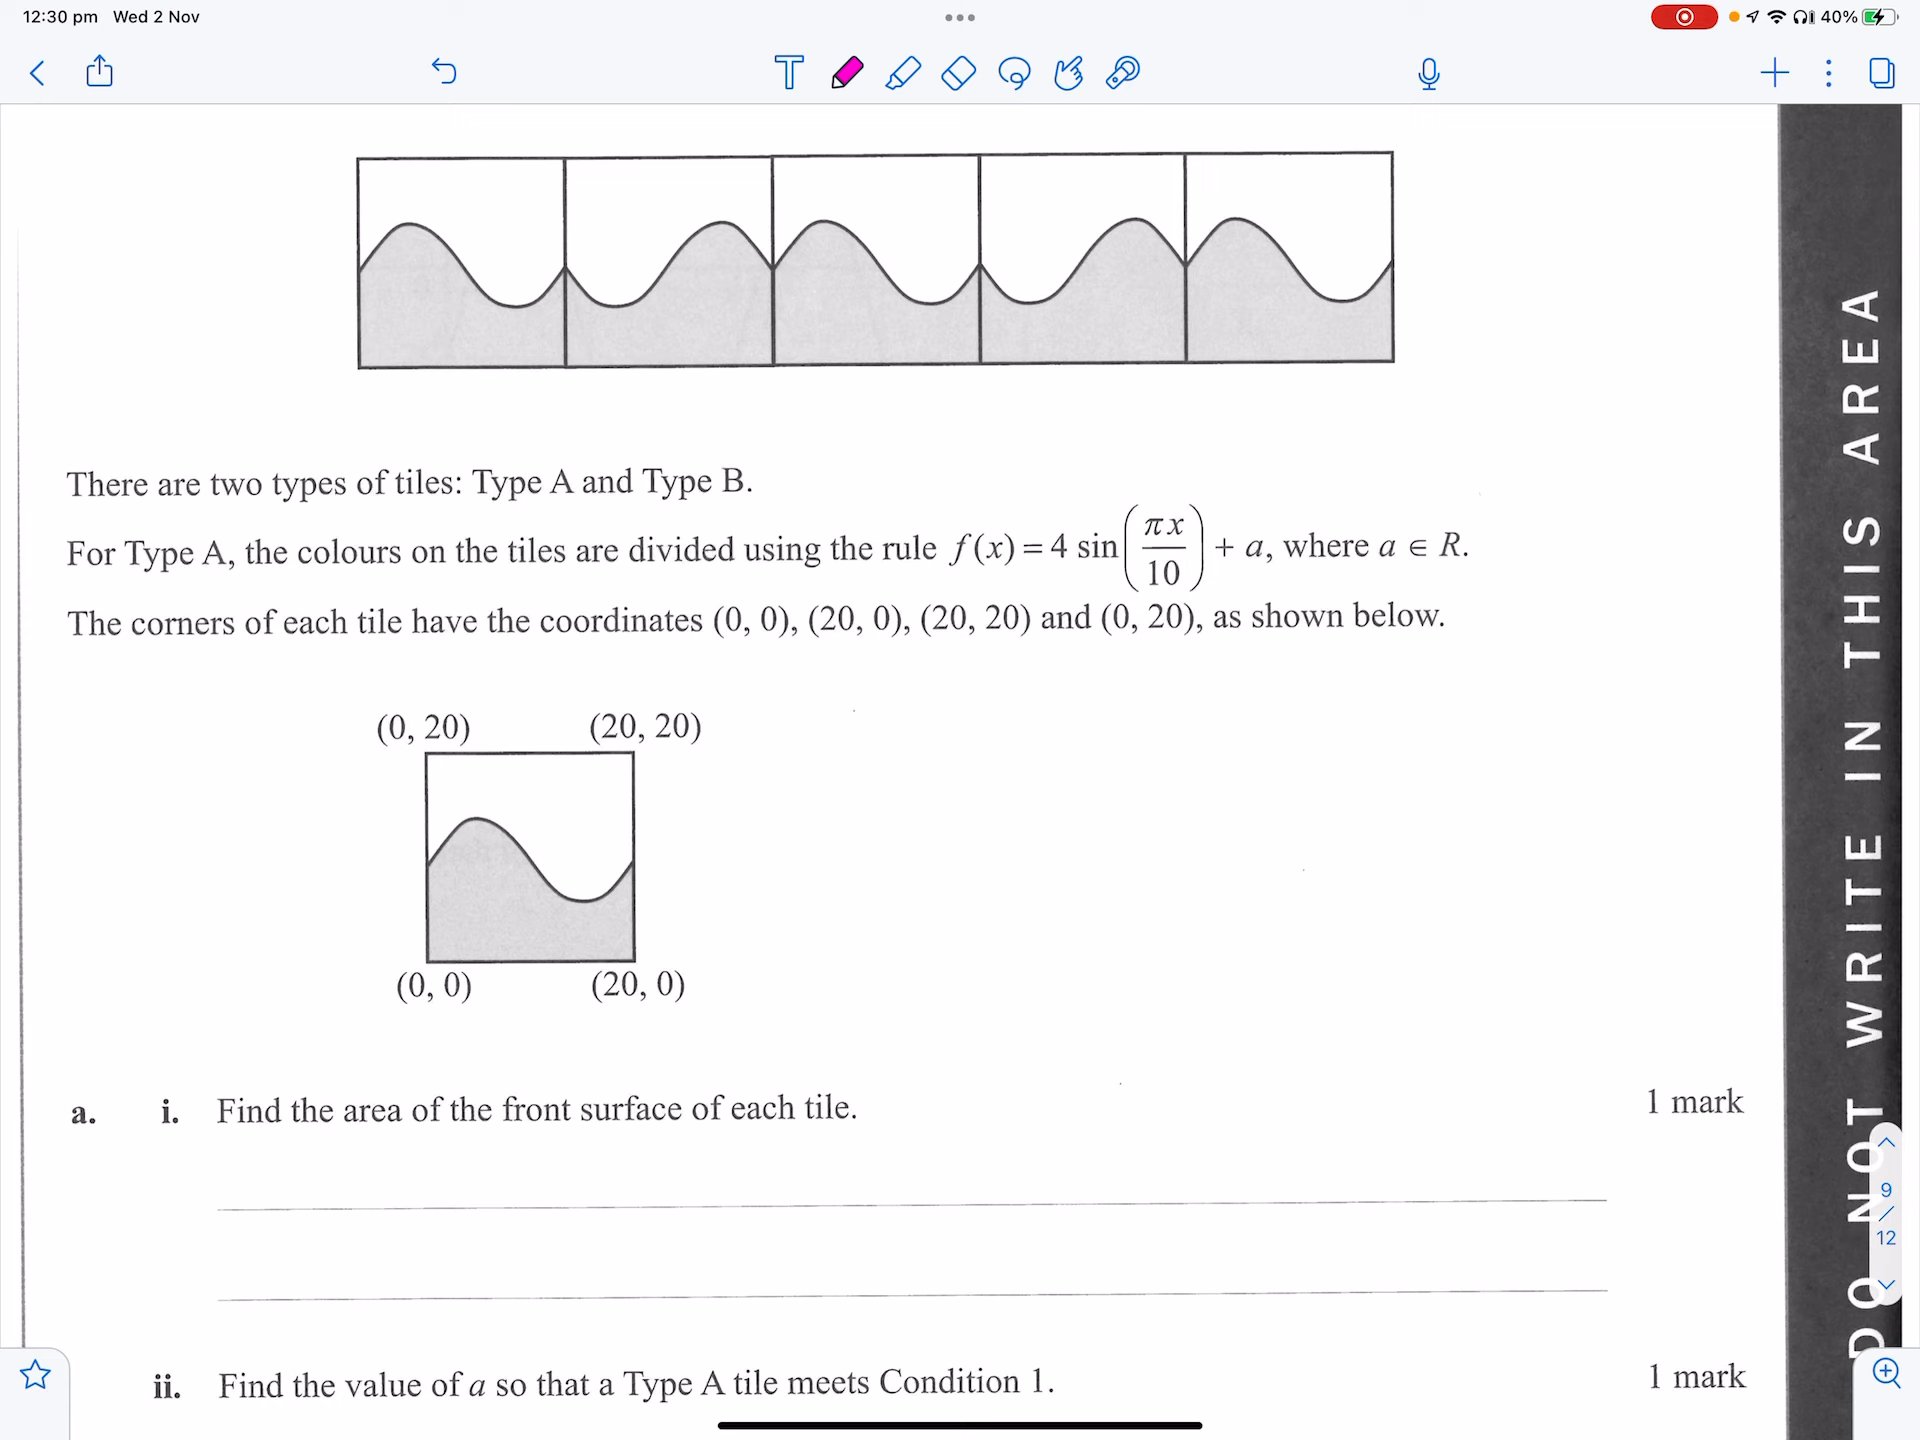 12:30 pm Wed 2 Nov
40%
There are two types of tiles: Type A and Type B.
For Type A, the colours on the tiles are divided using the rule f(x) = 4 sin(πx/10) + a, where a ∈ R.
The corners of each tile have the coordinates (0, 0), (20, 0), (20, 20) and (0, 20), as shown below.
(0, 20) (20, 20)
(0, 0) (20, 0)
a. i. Find the area of the front surface of each tile. 1 mark
ii. Find the value of a so that a Type A tile meets Condition 1. 1 mark
DO NOT WRITE IN THIS AREA
9
/
12